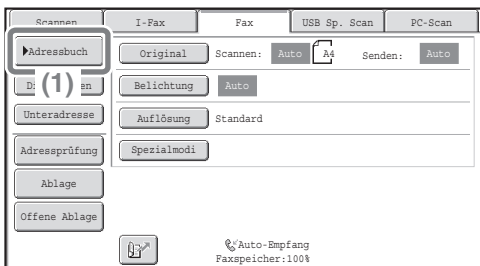 Scannen I-Fax Fax USB Sp. Scan PC-Scan
Adressbuch Original Scannen: Auto A4 Senden: Auto
(1) Belichtung Auto
Unteradresse Auflösung Standard
Adressprüfung Spezialmodi
Ablage
Offene Ablage
Auto-Empfang
Faxspeicher:100%